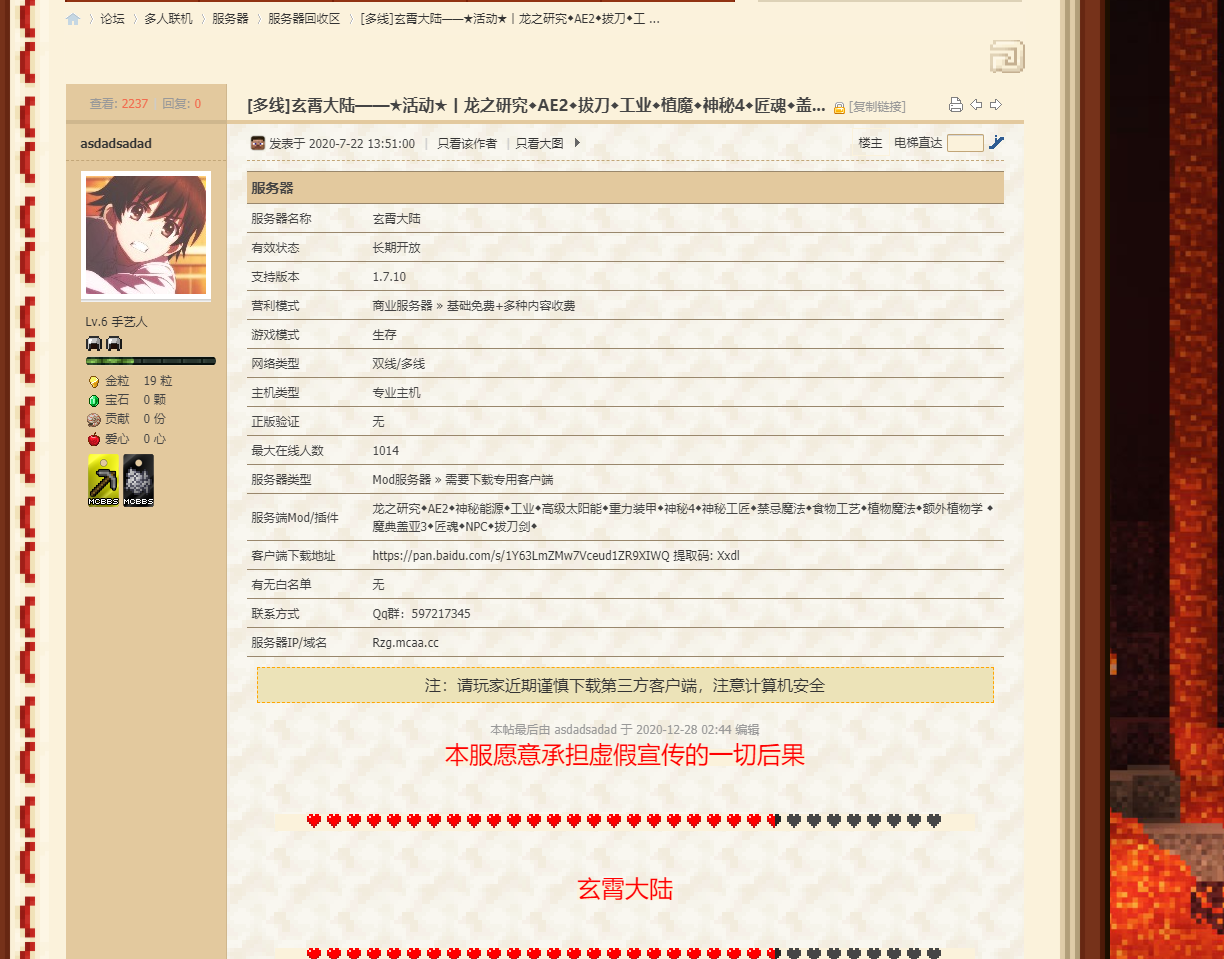 论坛 › 多人联机 › 服务器 › 服务器回收区 › [多线]玄霄大陆——★活动★丨龙之研究◆AE2◆拔刀◆工 ...
查看: 2237 回复: 0
[多线]玄霄大陆——★活动★丨龙之研究◆AE2◆拔刀◆工业◆植魔◆神秘4◆匠魂◆盖... [复制链接]
asdadsadad
发表于 2020-7-22 13:51:00 | 只看该作者 | 只看大图
楼主 电梯直达
Lv.6 手艺人
金粒 19 粒
宝石 0 颗
贡献 0 份
爱心 0 心
MCBBS MCBBS
服务器
服务器名称 玄霄大陆
有效状态 长期开放
支持版本 1.7.10
营利模式 商业服务器 » 基础免费+多种内容收费
游戏模式 生存
网络类型 双线/多线
主机类型 专业主机
正版验证 无
最大在线人数 1014
服务器类型 Mod服务器 » 需要下载专用客户端
服务端Mod/插件 龙之研究◆AE2◆神秘能源◆工业◆高级太阳能◆重力装甲◆神秘4◆神秘工匠◆禁忌魔法◆食物工艺◆植物魔法◆额外植物学 ◆
魔典盖亚3◆匠魂◆NPC◆拔刀剑◆
客户端下载地址 https://pan.baidu.com/s/1Y63LmZMw7Vceud1ZR9XIWQ 提取码: Xxdl
有无白名单 无
联系方式 Qq群：597217345
服务器IP/域名 Rzg.mcaa.cc
注：请玩家近期谨慎下载第三方客户端，注意计算机安全
本帖最后由 asdadsadad 于 2020-12-28 02:44 编辑
本服愿意承担虚假宣传的一切后果
玄霄大陆